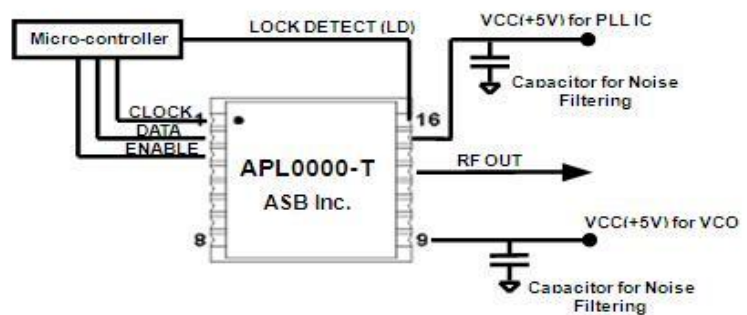 Micro-controller
LOCK DETECT (LD)
VCC(+5V) for PLL IC
Capacitor for Noise
Filtering
CLOCK
1
16
DATA
ENABLE
APL0000-T
RF OUT
ASB Inc.
8
9
VCC(+5V) for VCO
Capacitor for Noise
Filtering